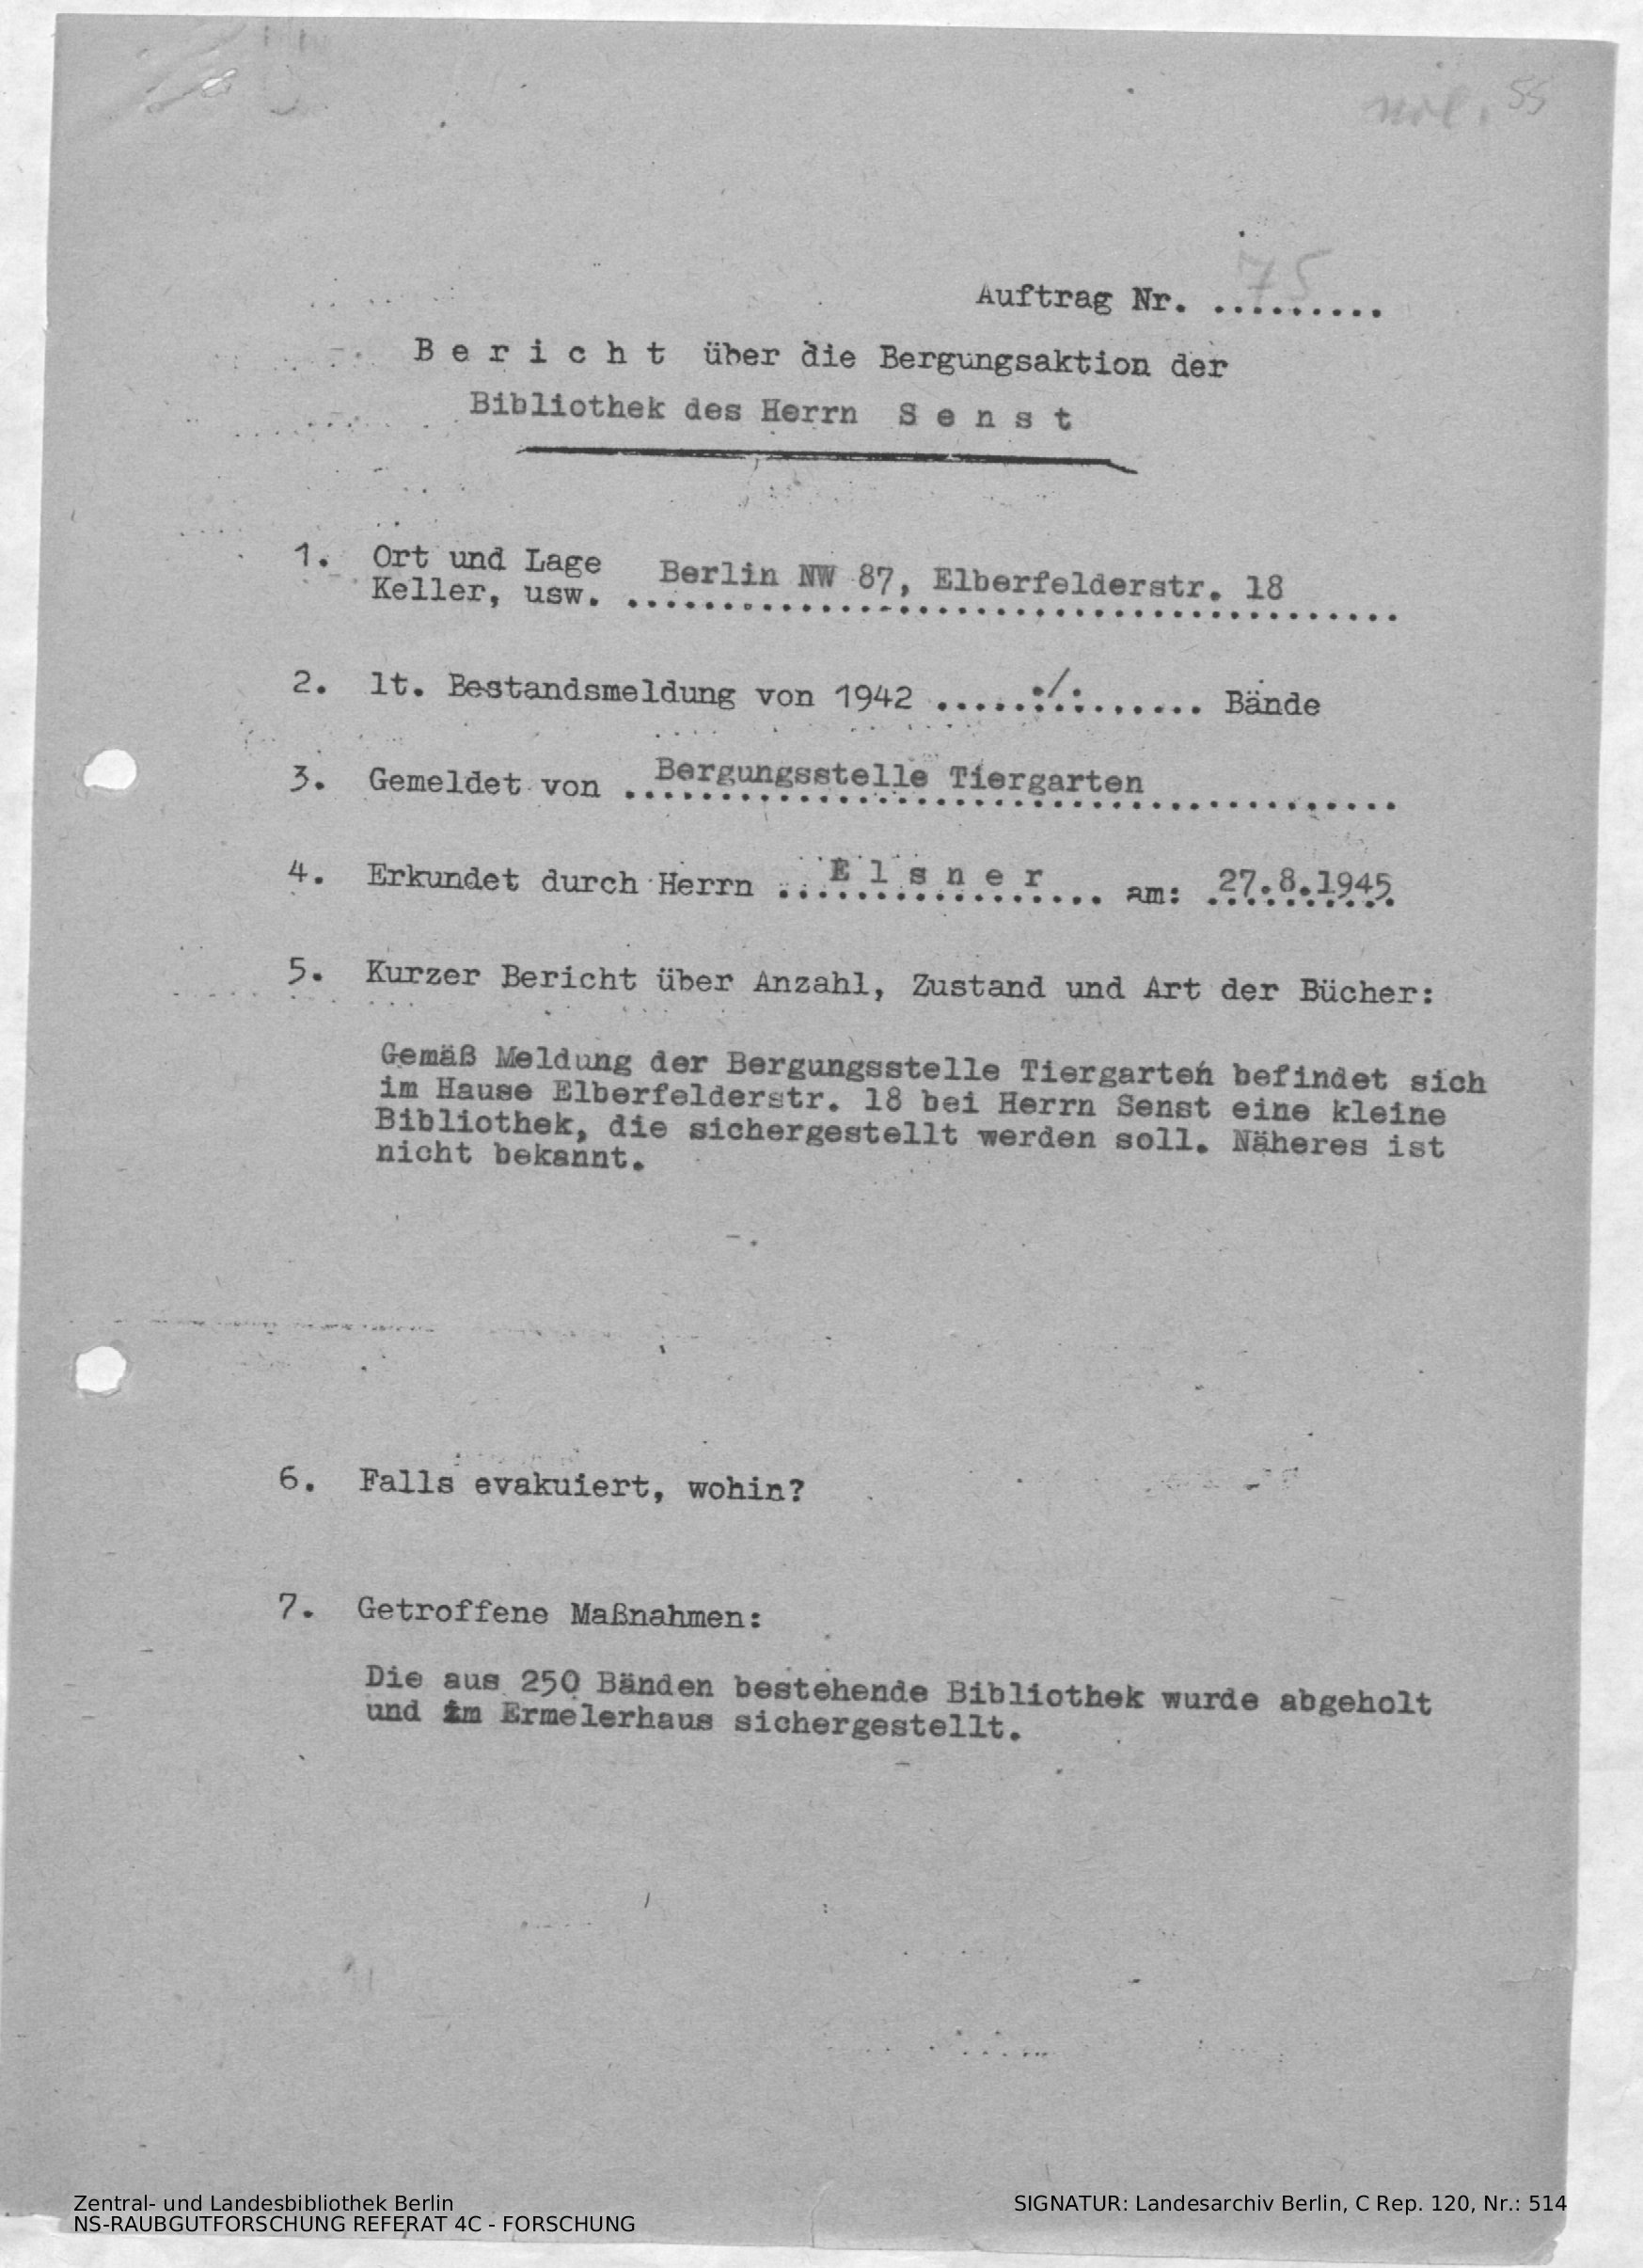 55
Auftrag Nr. ...75......
B e r i c h t über die Bergungsaktion der
Bibliothek des Herrn S e n s t
1. Ort und Lage Berlin NW 87, Elberfelderstr. 18
Keller, usw. ........................................
2. lt. Bestandsmeldung von 1942 ......./....... Bände
3. Gemeldet von Bergungsstelle Tiergarten
4. Erkundet durch Herrn ... E l s n e r ... am: 27.8.1945
5. Kurzer Bericht über Anzahl, Zustand und Art der Bücher:
Gemäß Meldung der Bergungsstelle Tiergarten befindet sich
im Hause Elberfelderstr. 18 bei Herrn Senst eine kleine
Bibliothek, die sichergestellt werden soll. Näheres ist
nicht bekannt.
6. Falls evakuiert, wohin?
7. Getroffene Maßnahmen:
Die aus 250 Bänden bestehende Bibliothek wurde abgeholt
und im Ermelerhaus sichergestellt.
Zentral- und Landesbibliothek Berlin
NS-RAUBGUTFORSCHUNG REFERAT 4C - FORSCHUNG
SIGNATUR: Landesarchiv Berlin, C Rep. 120, Nr.: 514